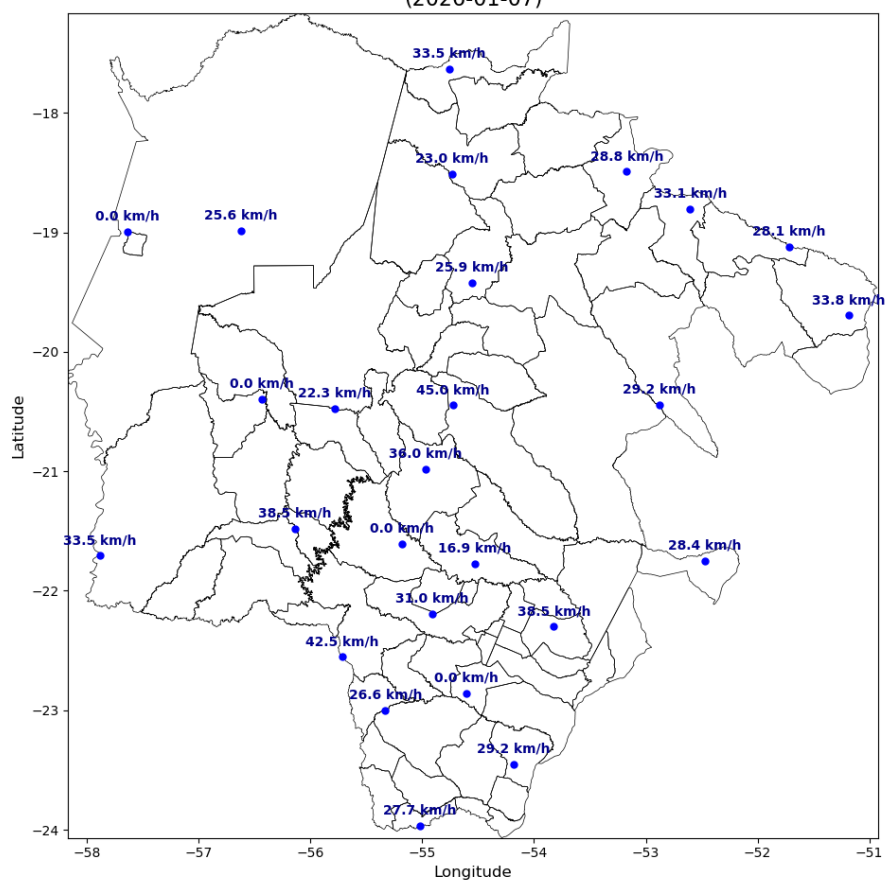 (2026-01-07)
33.5 km/h
23.0 km/h
28.8 km/h
33.1 km/h
0.0 km/h
25.6 km/h
28.1 km/h
25.9 km/h
33.8 km/h
0.0 km/h
22.3 km/h
45.0 km/h
29.2 km/h
36.0 km/h
38.5 km/h
0.0 km/h
33.5 km/h
16.9 km/h
28.4 km/h
31.0 km/h
38.5 km/h
42.5 km/h
0.0 km/h
26.6 km/h
29.2 km/h
27.7 km/h
−18
−19
−20
−21
−22
−23
−24
Latitude
−58 −57 −56 −55 −54 −53 −52 −51
Longitude